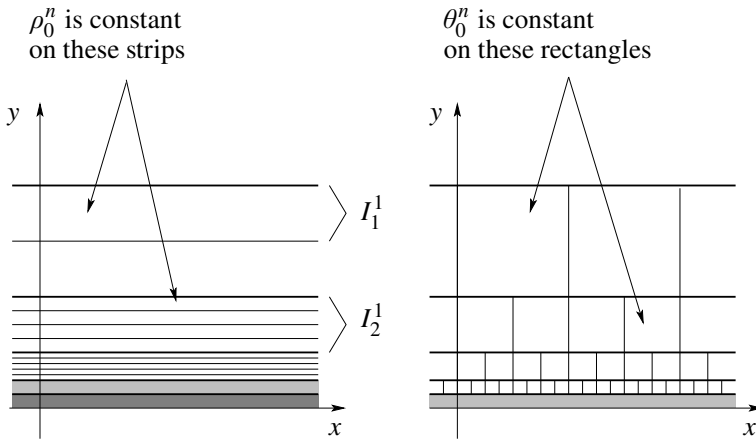 ρ₀ⁿ is constant
on these strips
y
I₁¹
I₂¹
x
θ₀ⁿ is constant
on these rectangles
y
x